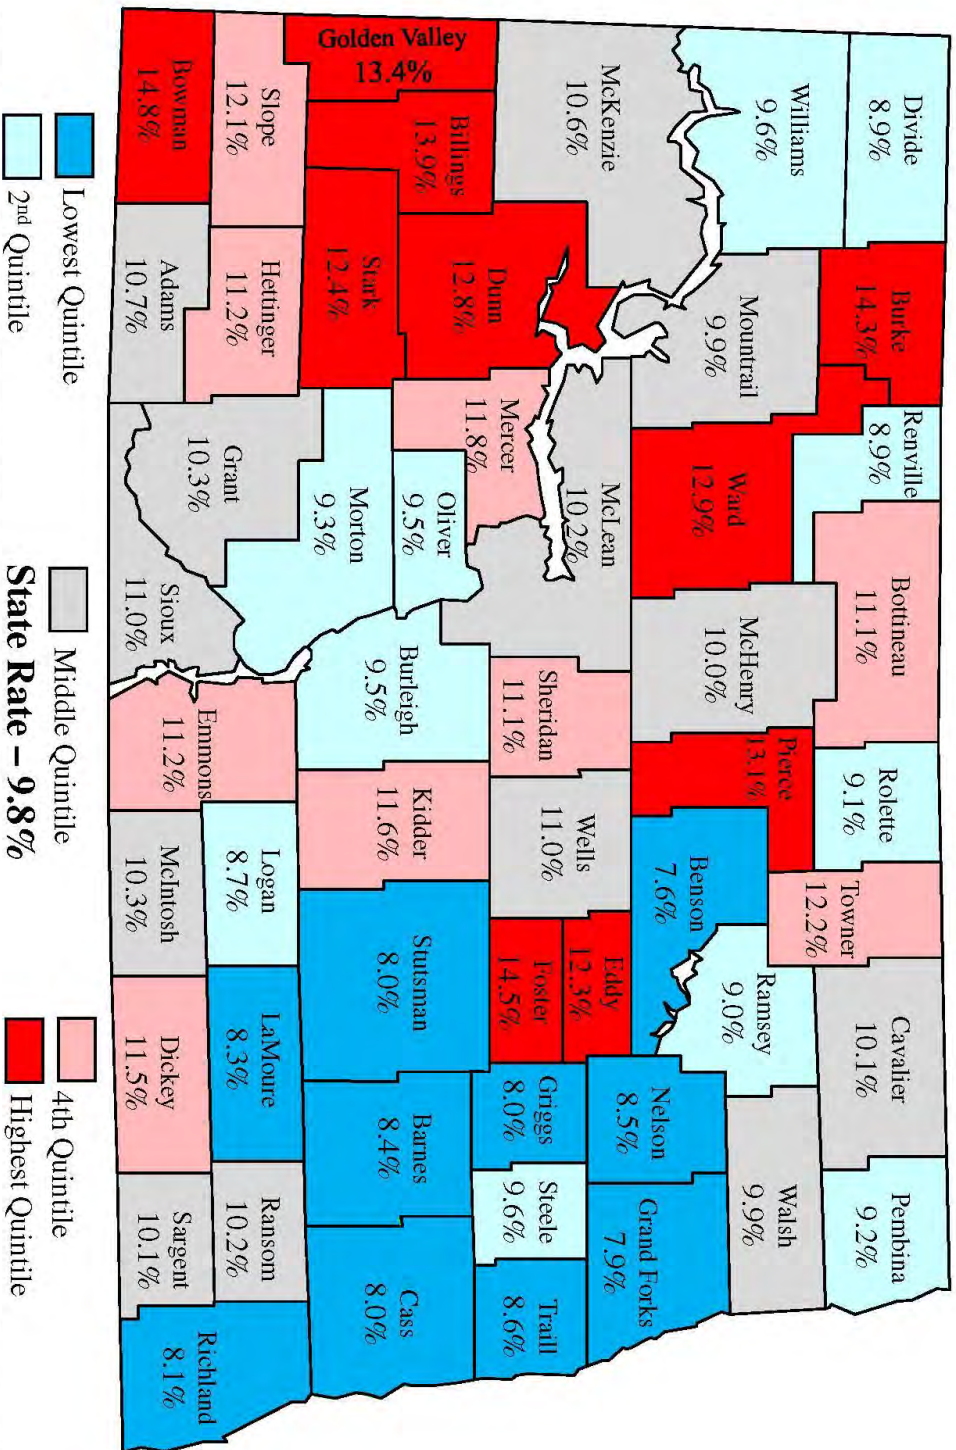 Divide
8.9%
Burke
14.3%
Renville
8.9%
Bottineau
11.1%
Rolette
9.1%
Towner
12.2%
Cavalier
10.1%
Pembina
9.2%
Williams
9.6%
Mountrail
9.9%
Ward
12.9%
McHenry
10.0%
Pierce
13.1%
Benson
7.6%
Ramsey
9.0%
Walsh
9.9%
McKenzie
10.6%
McLean
10.2%
Sheridan
11.1%
Wells
11.0%
Eddy
12.3%
Foster
14.5%
Nelson
8.5%
Grand Forks
7.9%
Golden Valley
13.4%
Billings
13.9%
Dunn
12.8%
Mercer
11.8%
Oliver
9.5%
Griggs
8.0%
Steele
9.6%
Traill
8.6%
Stark
12.4%
Morton
9.3%
Burleigh
9.5%
Kidder
11.6%
Stutsman
8.0%
Barnes
8.4%
Cass
8.0%
Slope
12.1%
Hettinger
11.2%
Grant
10.3%
Emmons
11.2%
Logan
8.7%
LaMoure
8.3%
Ransom
10.2%
Richland
8.1%
Bowman
14.8%
Adams
10.7%
Sioux
11.0%
McIntosh
10.3%
Dickey
11.5%
Sargent
10.1%
Lowest Quintile
2nd Quintile
Middle Quintile
State Rate – 9.8%
4th Quintile
Highest Quintile